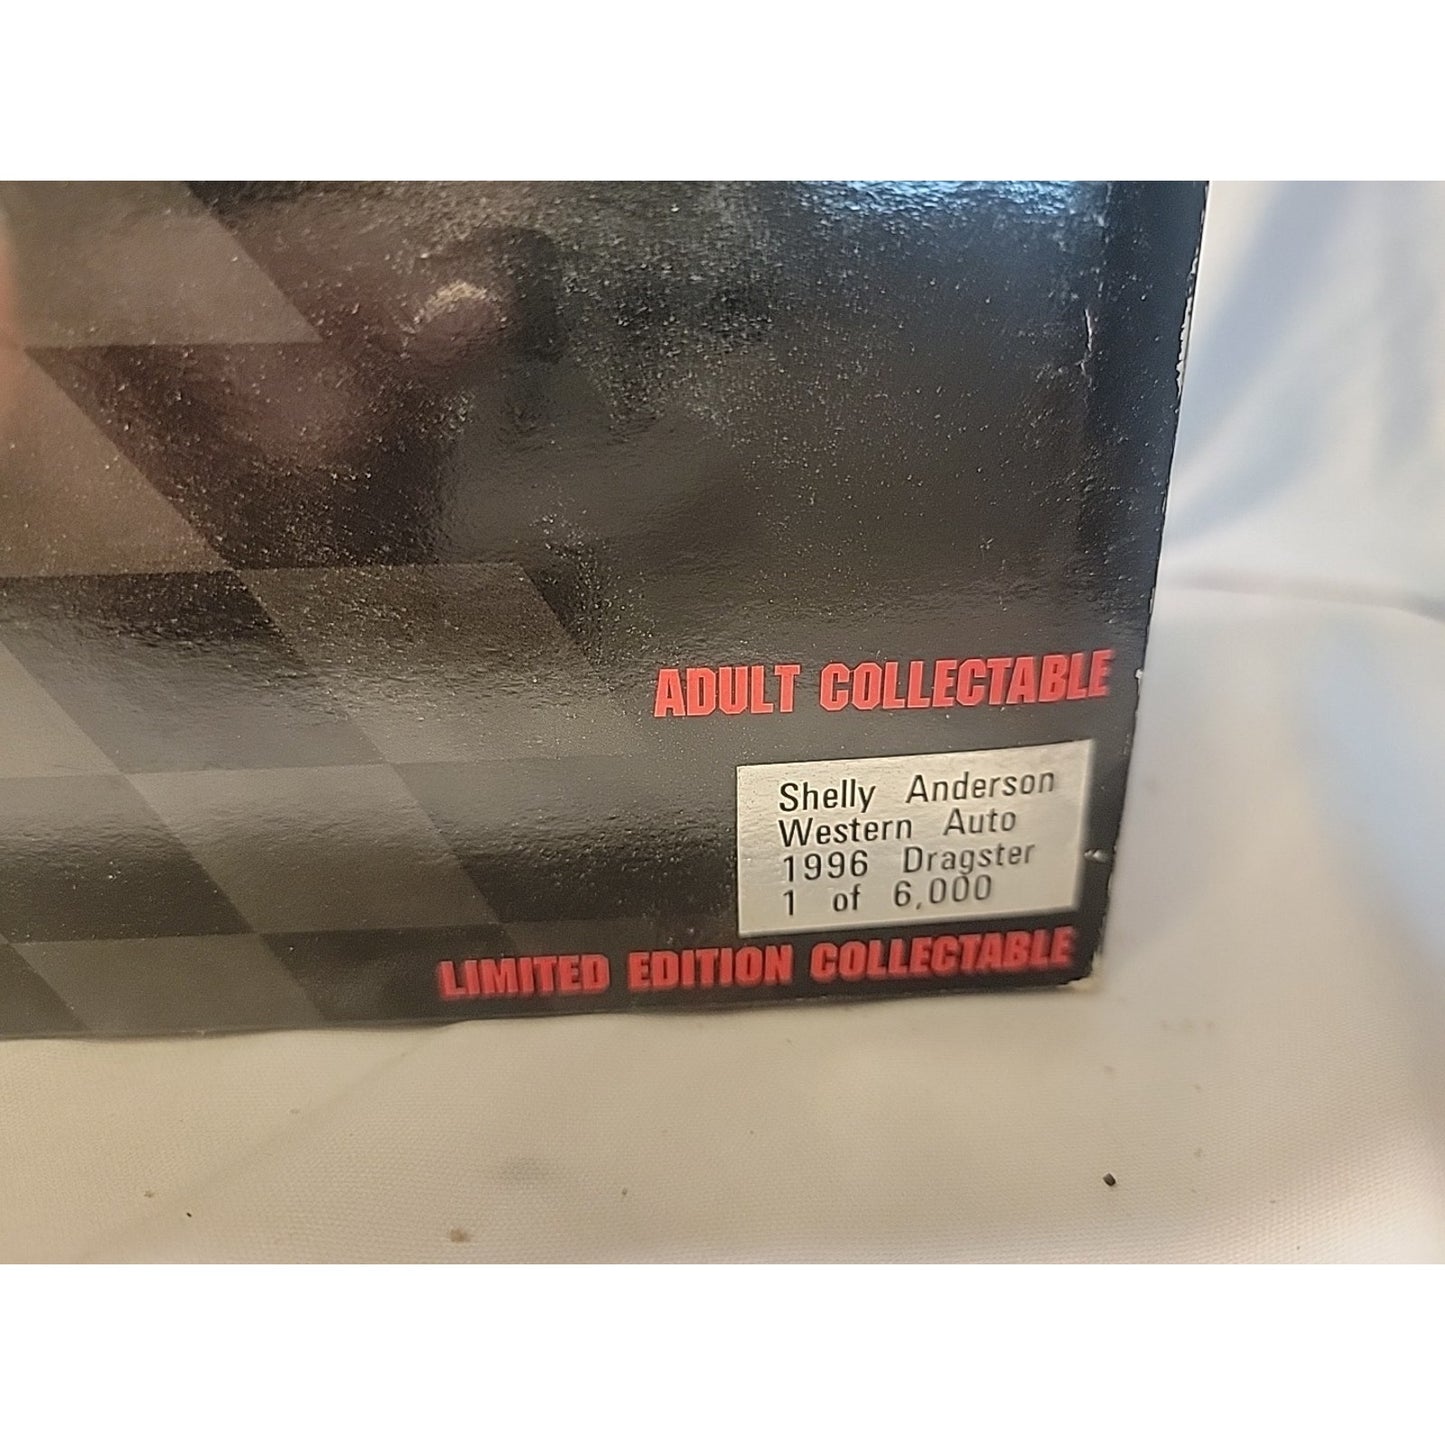 ADULT COLLECTABLE
Shelly Anderson
Western Auto
1996 Dragster
1 of 6,000
LIMITED EDITION COLLECTABLE